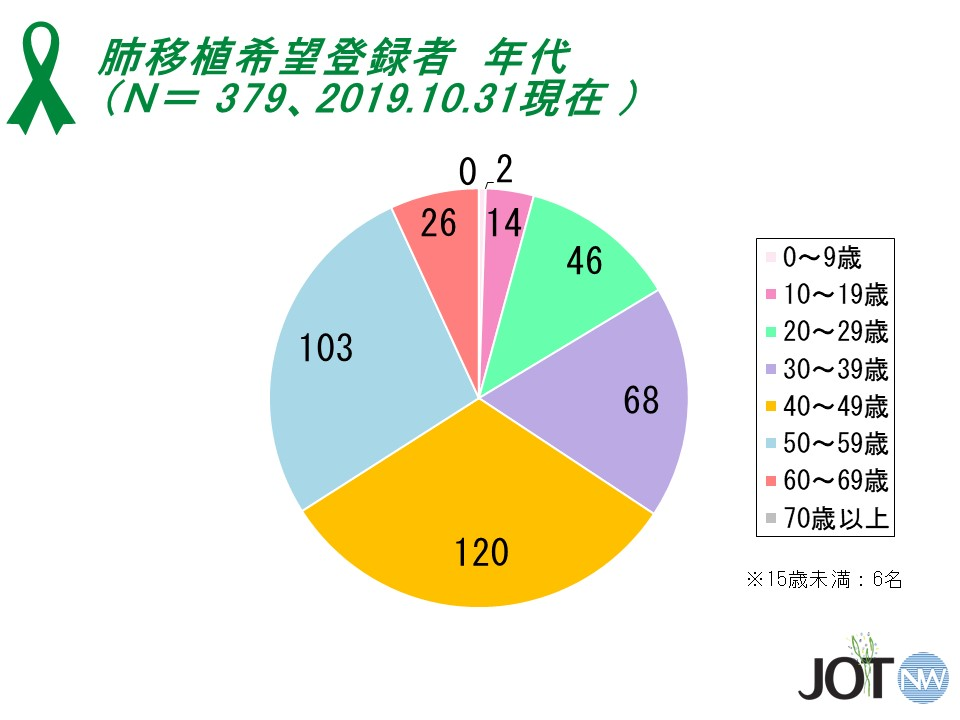 肺移植希望登録者　年代
（Ｎ＝ 379、2019.10.31現在 ）
0
2
14
26
46
103
68
120
0～9歳
10～19歳
20～29歳
30～39歳
40～49歳
50～59歳
60～69歳
70歳以上
※15歳未満：6名
JOT NW